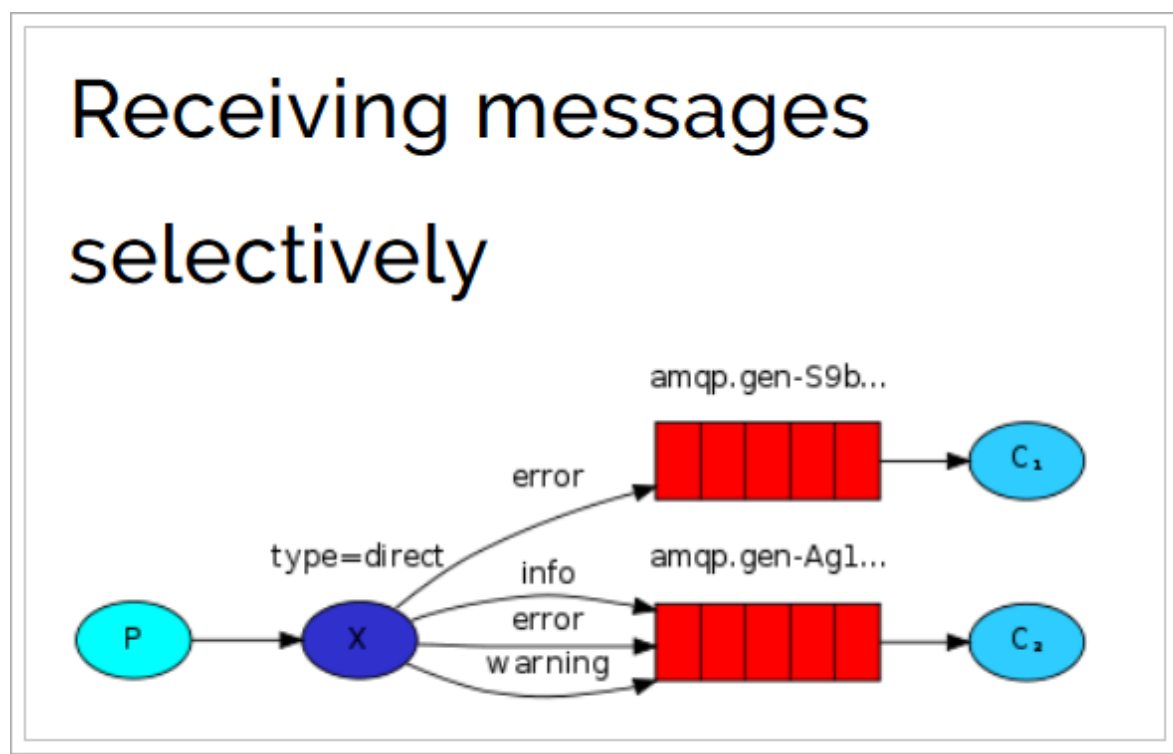 Receiving messages
selectively
amqp.gen-S9b...
C₁
error
type=direct
amqp.gen-Ag1...
info
P
X
error
C₂
warning